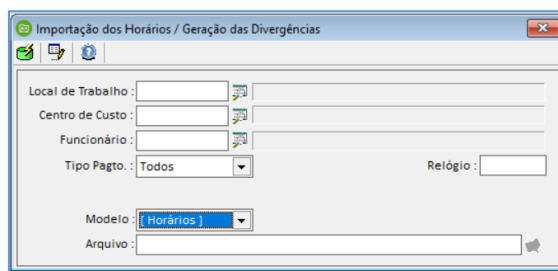 Importação dos Horários / Geração das Divergências
Local de Trabalho :
Centro de Custo :
Funcionário :
Tipo Pagto. : Todos Relógio :
Modelo : [ Horários ]
Arquivo :